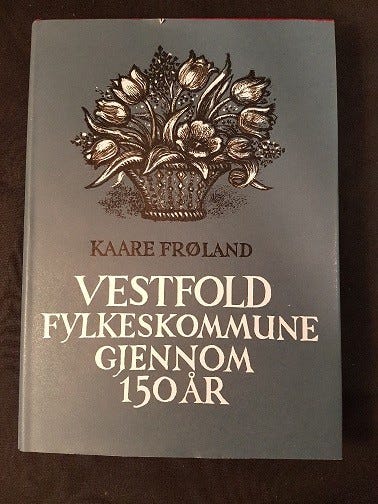 KAARE FRØLAND
VESTFOLD
FYLKESKOMMUNE
GJENNOM
150 ÅR